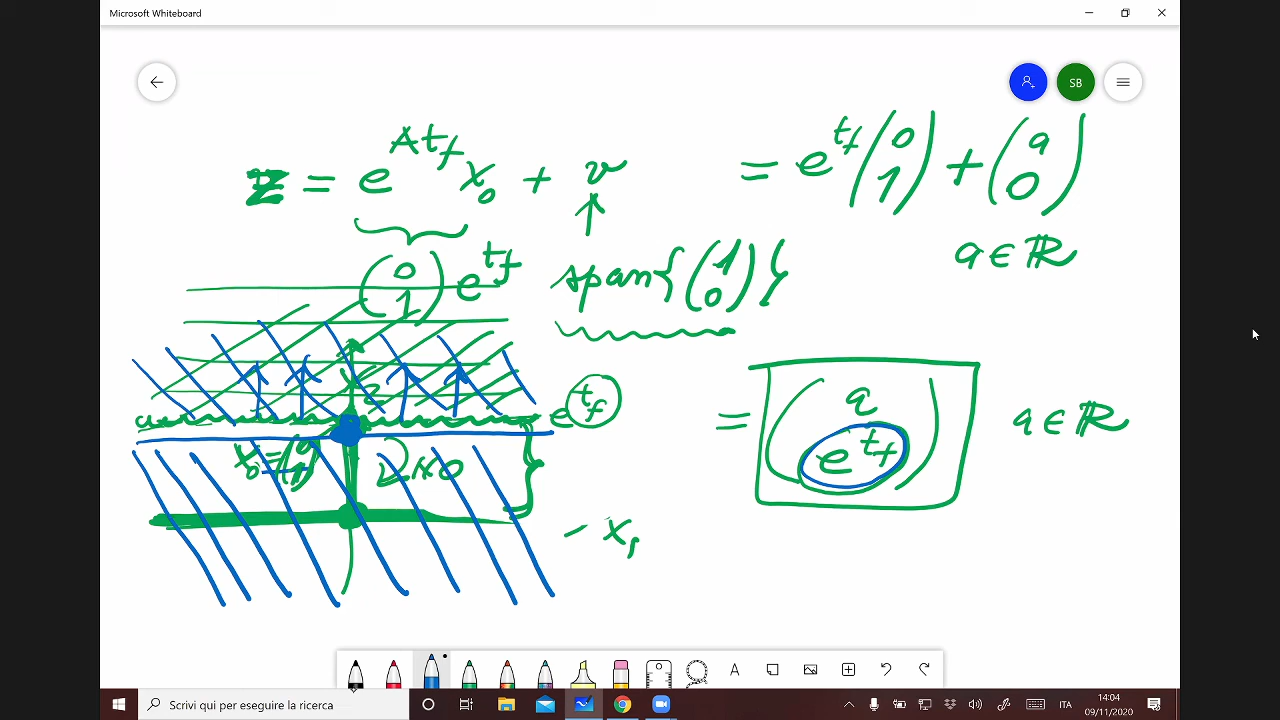 Microsoft Whiteboard
SB
z = e^{At_f} x_0 + v = e^{t_f} (0 1) + (a 0)
a ∈ ℝ
(0 1) e^{t_f} span{(1 0)}
x_2
e^{t_f}
= (a e^{t_f}) a ∈ ℝ
x_0 = (0 1)
- x_1
A
Scrivi qui per eseguire la ricerca
ITA
14:04
09/11/2020